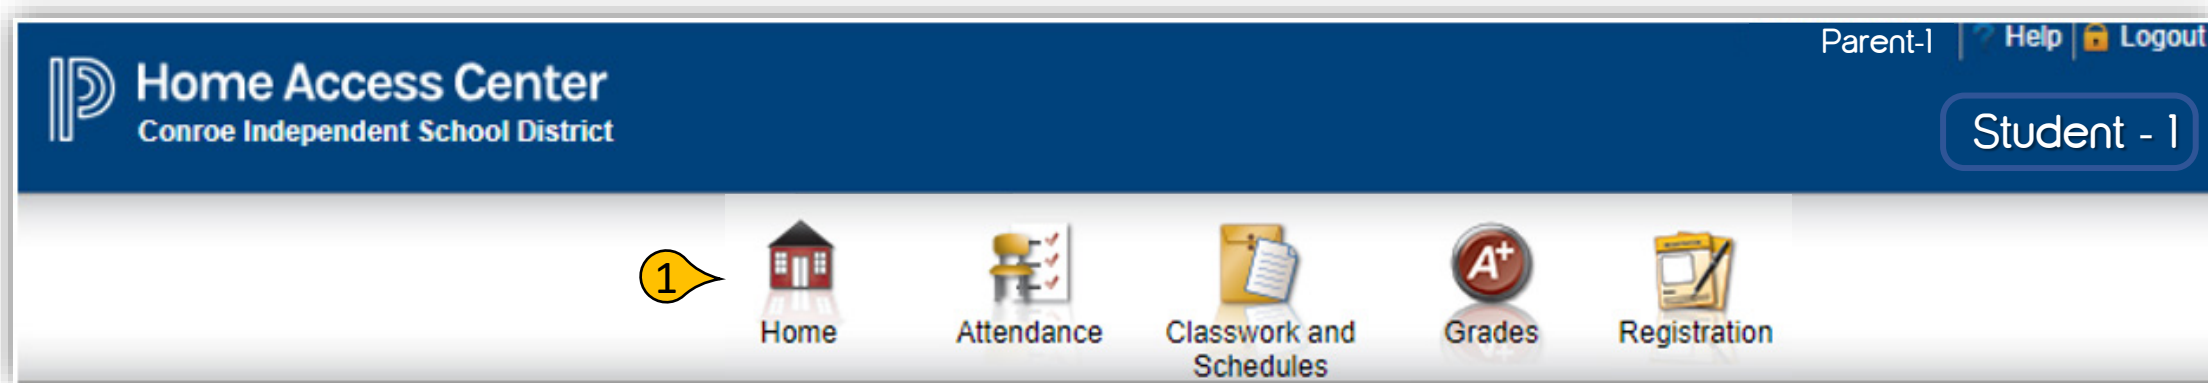 Parent-1 Help Logout
Home Access Center
Conroe Independent School District
Student - 1
1
Home
Attendance
Classwork and
Schedules
Grades
Registration
A+